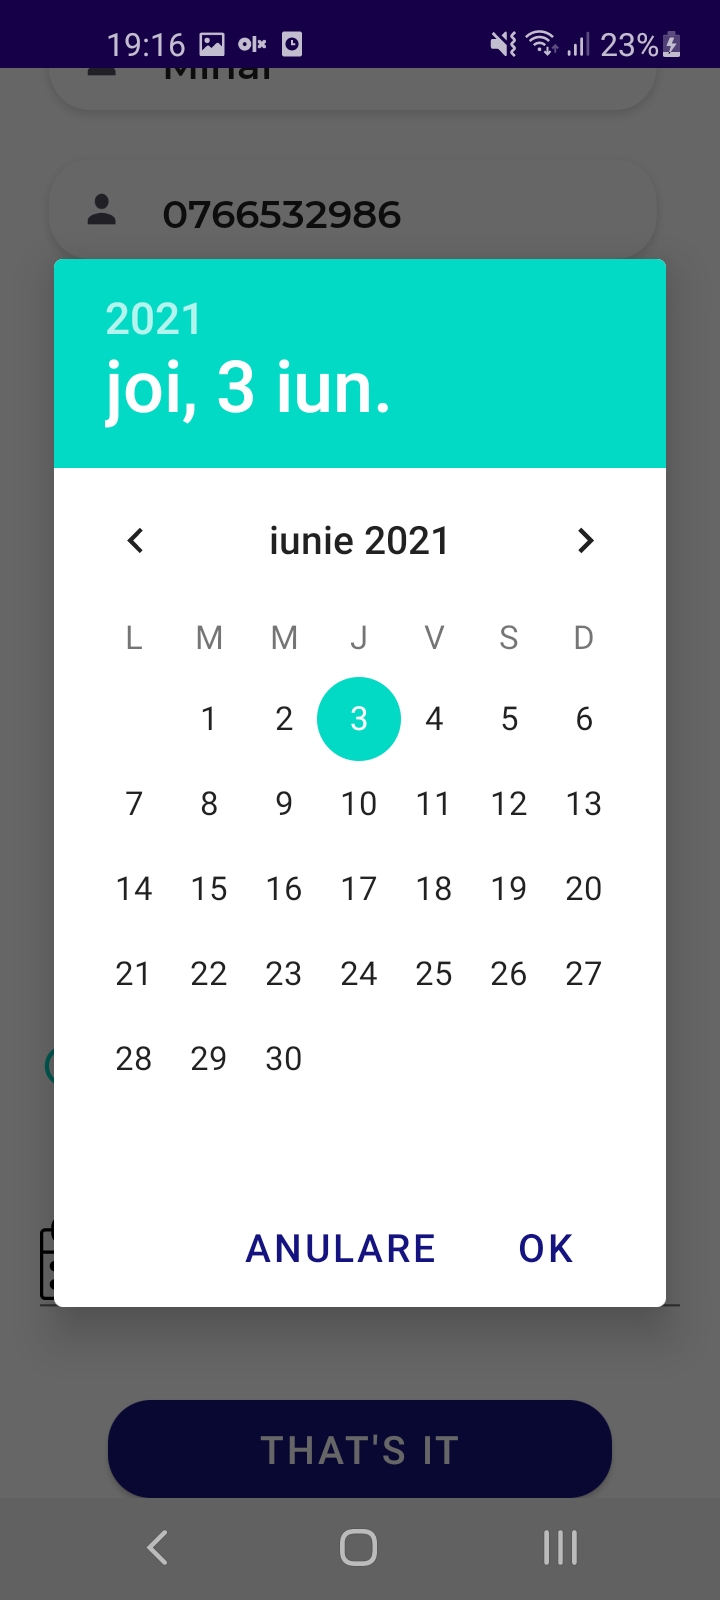 19:16 olx 23%
Mihai
0766532986
2021
joi, 3 iun.
iunie 2021
L M M J V S D
1 2 3 4 5 6
7 8 9 10 11 12 13
14 15 16 17 18 19 20
21 22 23 24 25 26 27
28 29 30
ANULARE OK
THAT'S IT